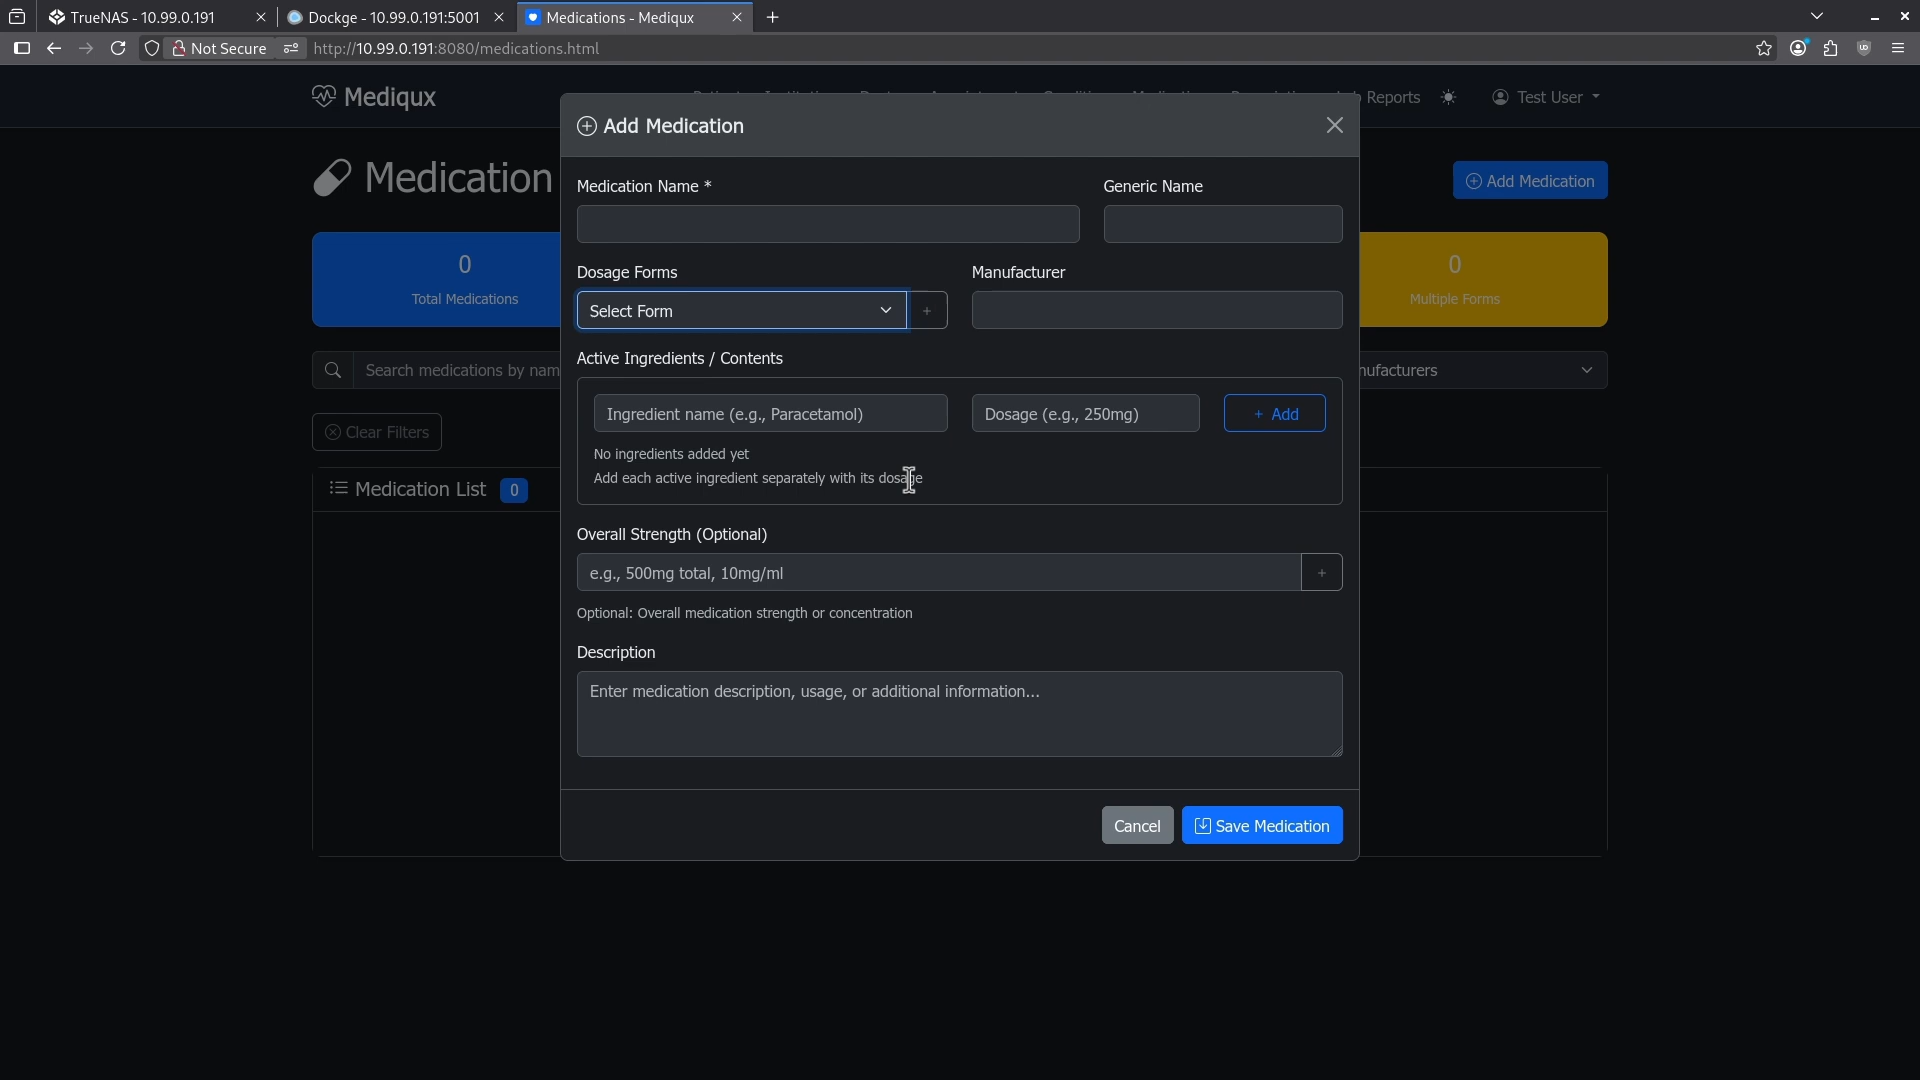 TrueNAS - 10.99.0.191
Dockge - 10.99.0.191:5001
Medications - Mediqux
Not Secure
http://10.99.0.191:8080/medications.html
Mediqux
Reports
Test User
Add Medication
Medication
Add Medication
Medication Name *
Generic Name
0
Total Medications
0
Multiple Forms
Dosage Forms
Manufacturer
Select Form
+
Active Ingredients / Contents
Search medications by nam
nufacturers
Ingredient name (e.g., Paracetamol)
Dosage (e.g., 250mg)
+ Add
Clear Filters
No ingredients added yet
Add each active ingredient separately with its dosage
Medication List
0
Overall Strength (Optional)
e.g., 500mg total, 10mg/ml
+
Optional: Overall medication strength or concentration
Description
Enter medication description, usage, or additional information...
Cancel
Save Medication